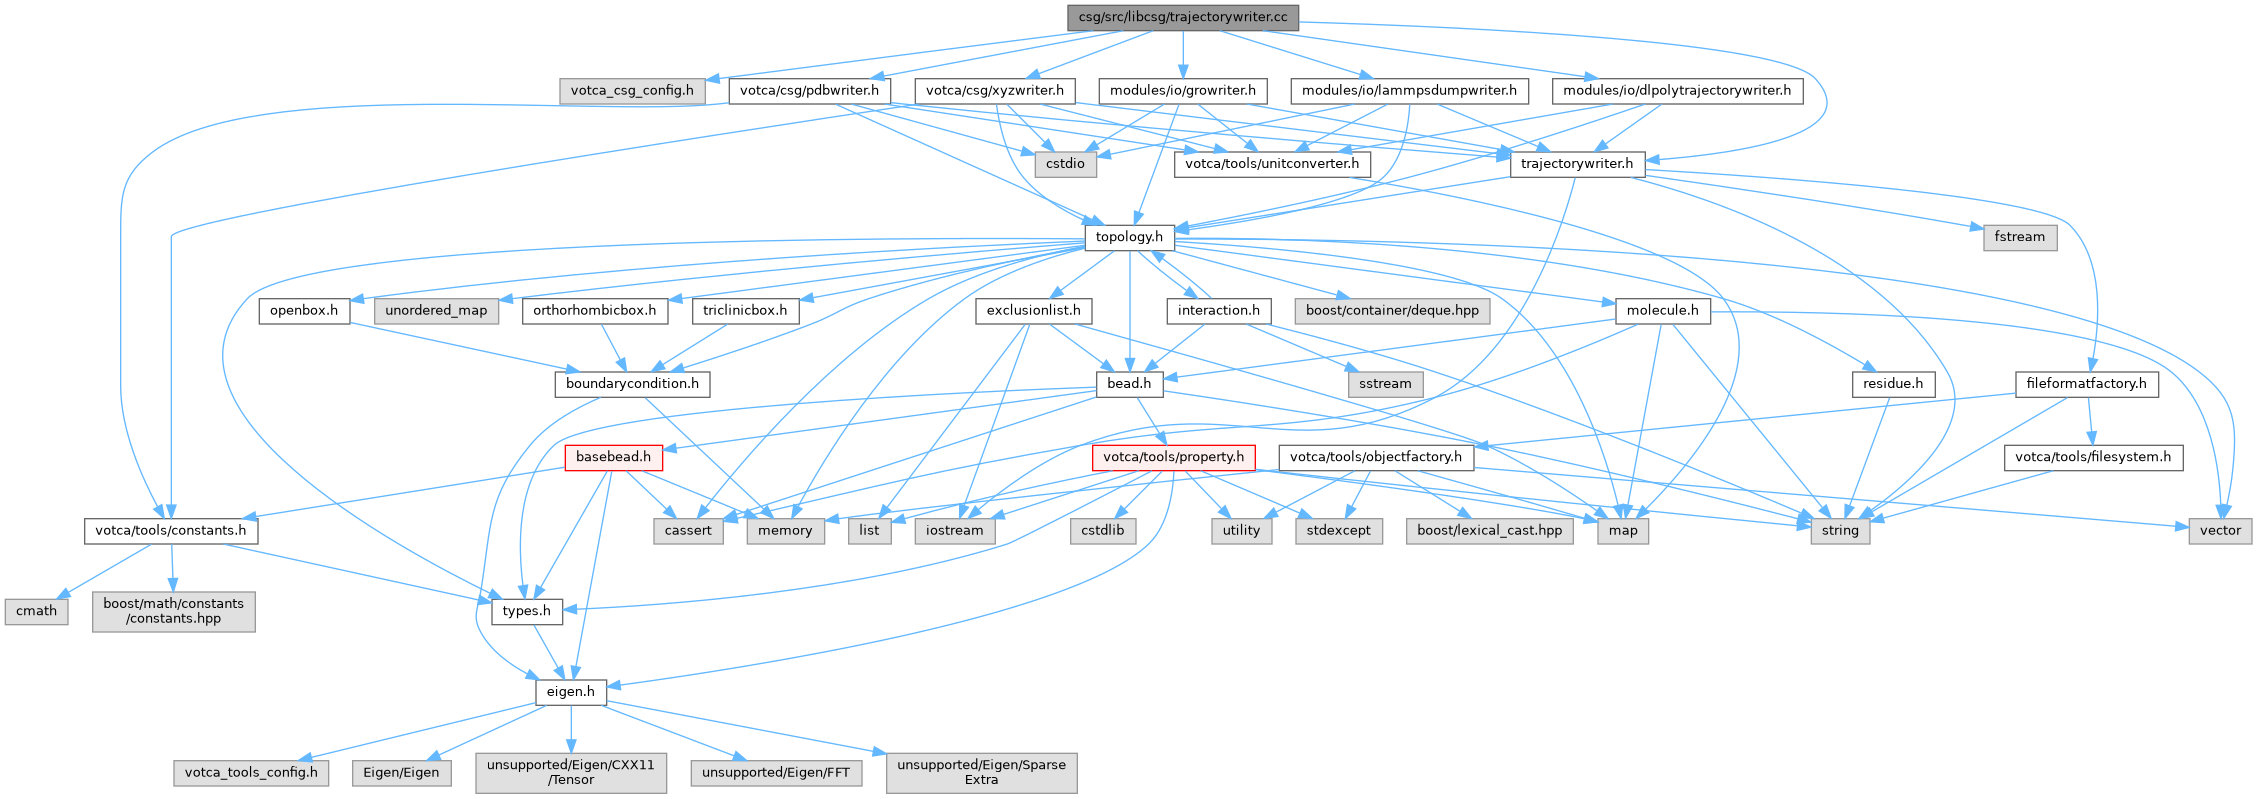 csg/src/libcsg/trajectorywriter.cc
votca_csg_config.h
votca/csg/pdbwriter.h
votca/csg/xyzwriter.h
modules/io/growriter.h
modules/io/lammpsdumpwriter.h
modules/io/dlpolytrajectorywriter.h
cstdio
votca/tools/unitconverter.h
trajectorywriter.h
topology.h
fstream
openbox.h
unordered_map
orthorhombicbox.h
triclinicbox.h
exclusionlist.h
interaction.h
boost/container/deque.hpp
molecule.h
boundarycondition.h
bead.h
sstream
residue.h
fileformatfactory.h
basebead.h
votca/tools/property.h
votca/tools/objectfactory.h
votca/tools/filesystem.h
votca/tools/constants.h
cassert
memory
list
iostream
cstdlib
utility
stdexcept
boost/lexical_cast.hpp
map
string
vector
cmath
boost/math/constants
/constants.hpp
types.h
eigen.h
votca_tools_config.h
Eigen/Eigen
unsupported/Eigen/CXX11
/Tensor
unsupported/Eigen/FFT
unsupported/Eigen/Sparse
Extra